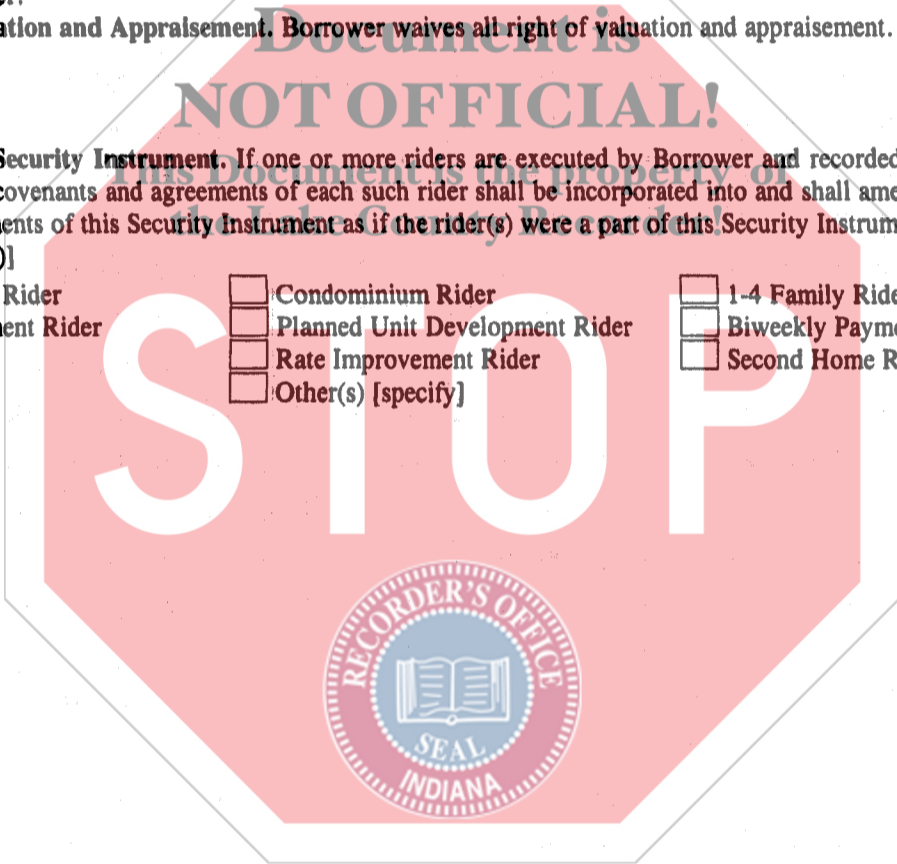 ation and Appraisement. Borrower waives all right of valuation and appraisement.
Document is
NOT OFFICIAL!
Security Instrument. If one or more riders are executed by Borrower and recorded
This Document is the property of
covenants and agreements of each such rider shall be incorporated into and shall ame
the Lake County Recorder!
ents of this Security Instrument as if the rider(s) were a part of this Security Instrum
)]
Rider Condominium Rider 1-4 Family Ride
ent Rider Planned Unit Development Rider Biweekly Payme
Rate Improvement Rider Second Home R
Other(s) [specify]
STOP
RECORDER'S OFFICE
SEAL
INDIANA